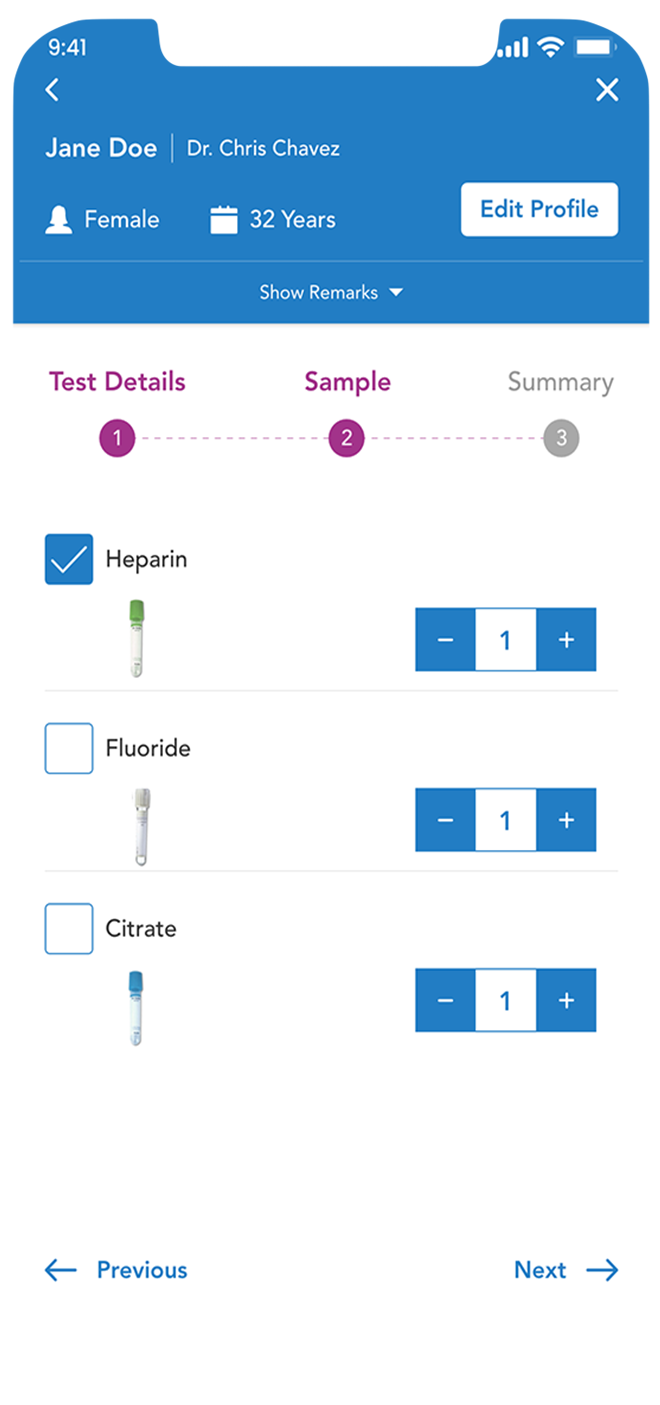 9:41
Jane Doe | Dr. Chris Chavez
Female 32 Years Edit Profile
Show Remarks
Test Details Sample Summary
1 2 3
Heparin
− 1 +
Fluoride
− 1 +
Citrate
− 1 +
Previous Next